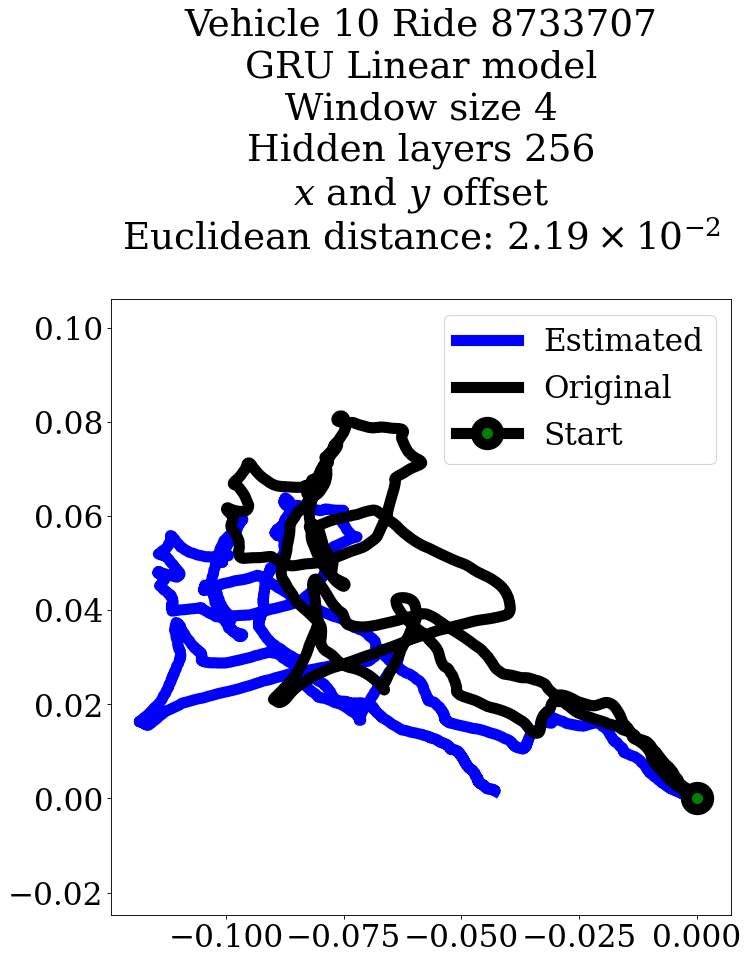 Vehicle 10 Ride 8733707
GRU Linear model
Window size 4
Hidden layers 256
x and y offset
Euclidean distance: 2.19 × 10⁻²
Estimated
Original
Start
0.10
0.08
0.06
0.04
0.02
0.00
−0.02
−0.100 −0.075 −0.050 −0.025 0.000